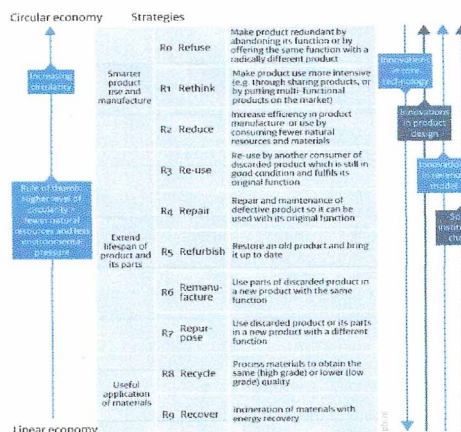 Circular economy
Strategies
Increasing
circularity
Rule of thumb:
Higher level of
circularity =
fewer natural
resources and less
environmental
pressure
Linear economy
Smarter
product
use and
manufacture
Extend
lifespan of
product and
its parts
Useful
application
of materials
R0 Refuse
Make product redundant by
abandoning its function or by
offering the same function with a
radically different product
R1 Rethink
Make product use more intensive
(e.g. through sharing products, or
by putting multi-functional
products on the market)
R2 Reduce
Increase efficiency in product
manufacture or use by
consuming fewer natural
resources and materials
R3 Re-use
Re-use by another consumer of
discarded product which is still in
good condition and fulfils its
original function
R4 Repair
Repair and maintenance of
defective product so it can be
used with its original function
R5 Refurbish
Restore an old product and bring
it up to date
R6 Remanu-
facture
Use parts of discarded product in
a new product with the same
function
R7 Repur-
pose
Use discarded product or its parts
in a new product with a different
function
R8 Recycle
Process materials to obtain the
same (high grade) or lower (low
grade) quality
R9 Recover
Incineration of materials with
energy recovery
Innovations
in core
technology
Innovations
in product
design
in revenue
model